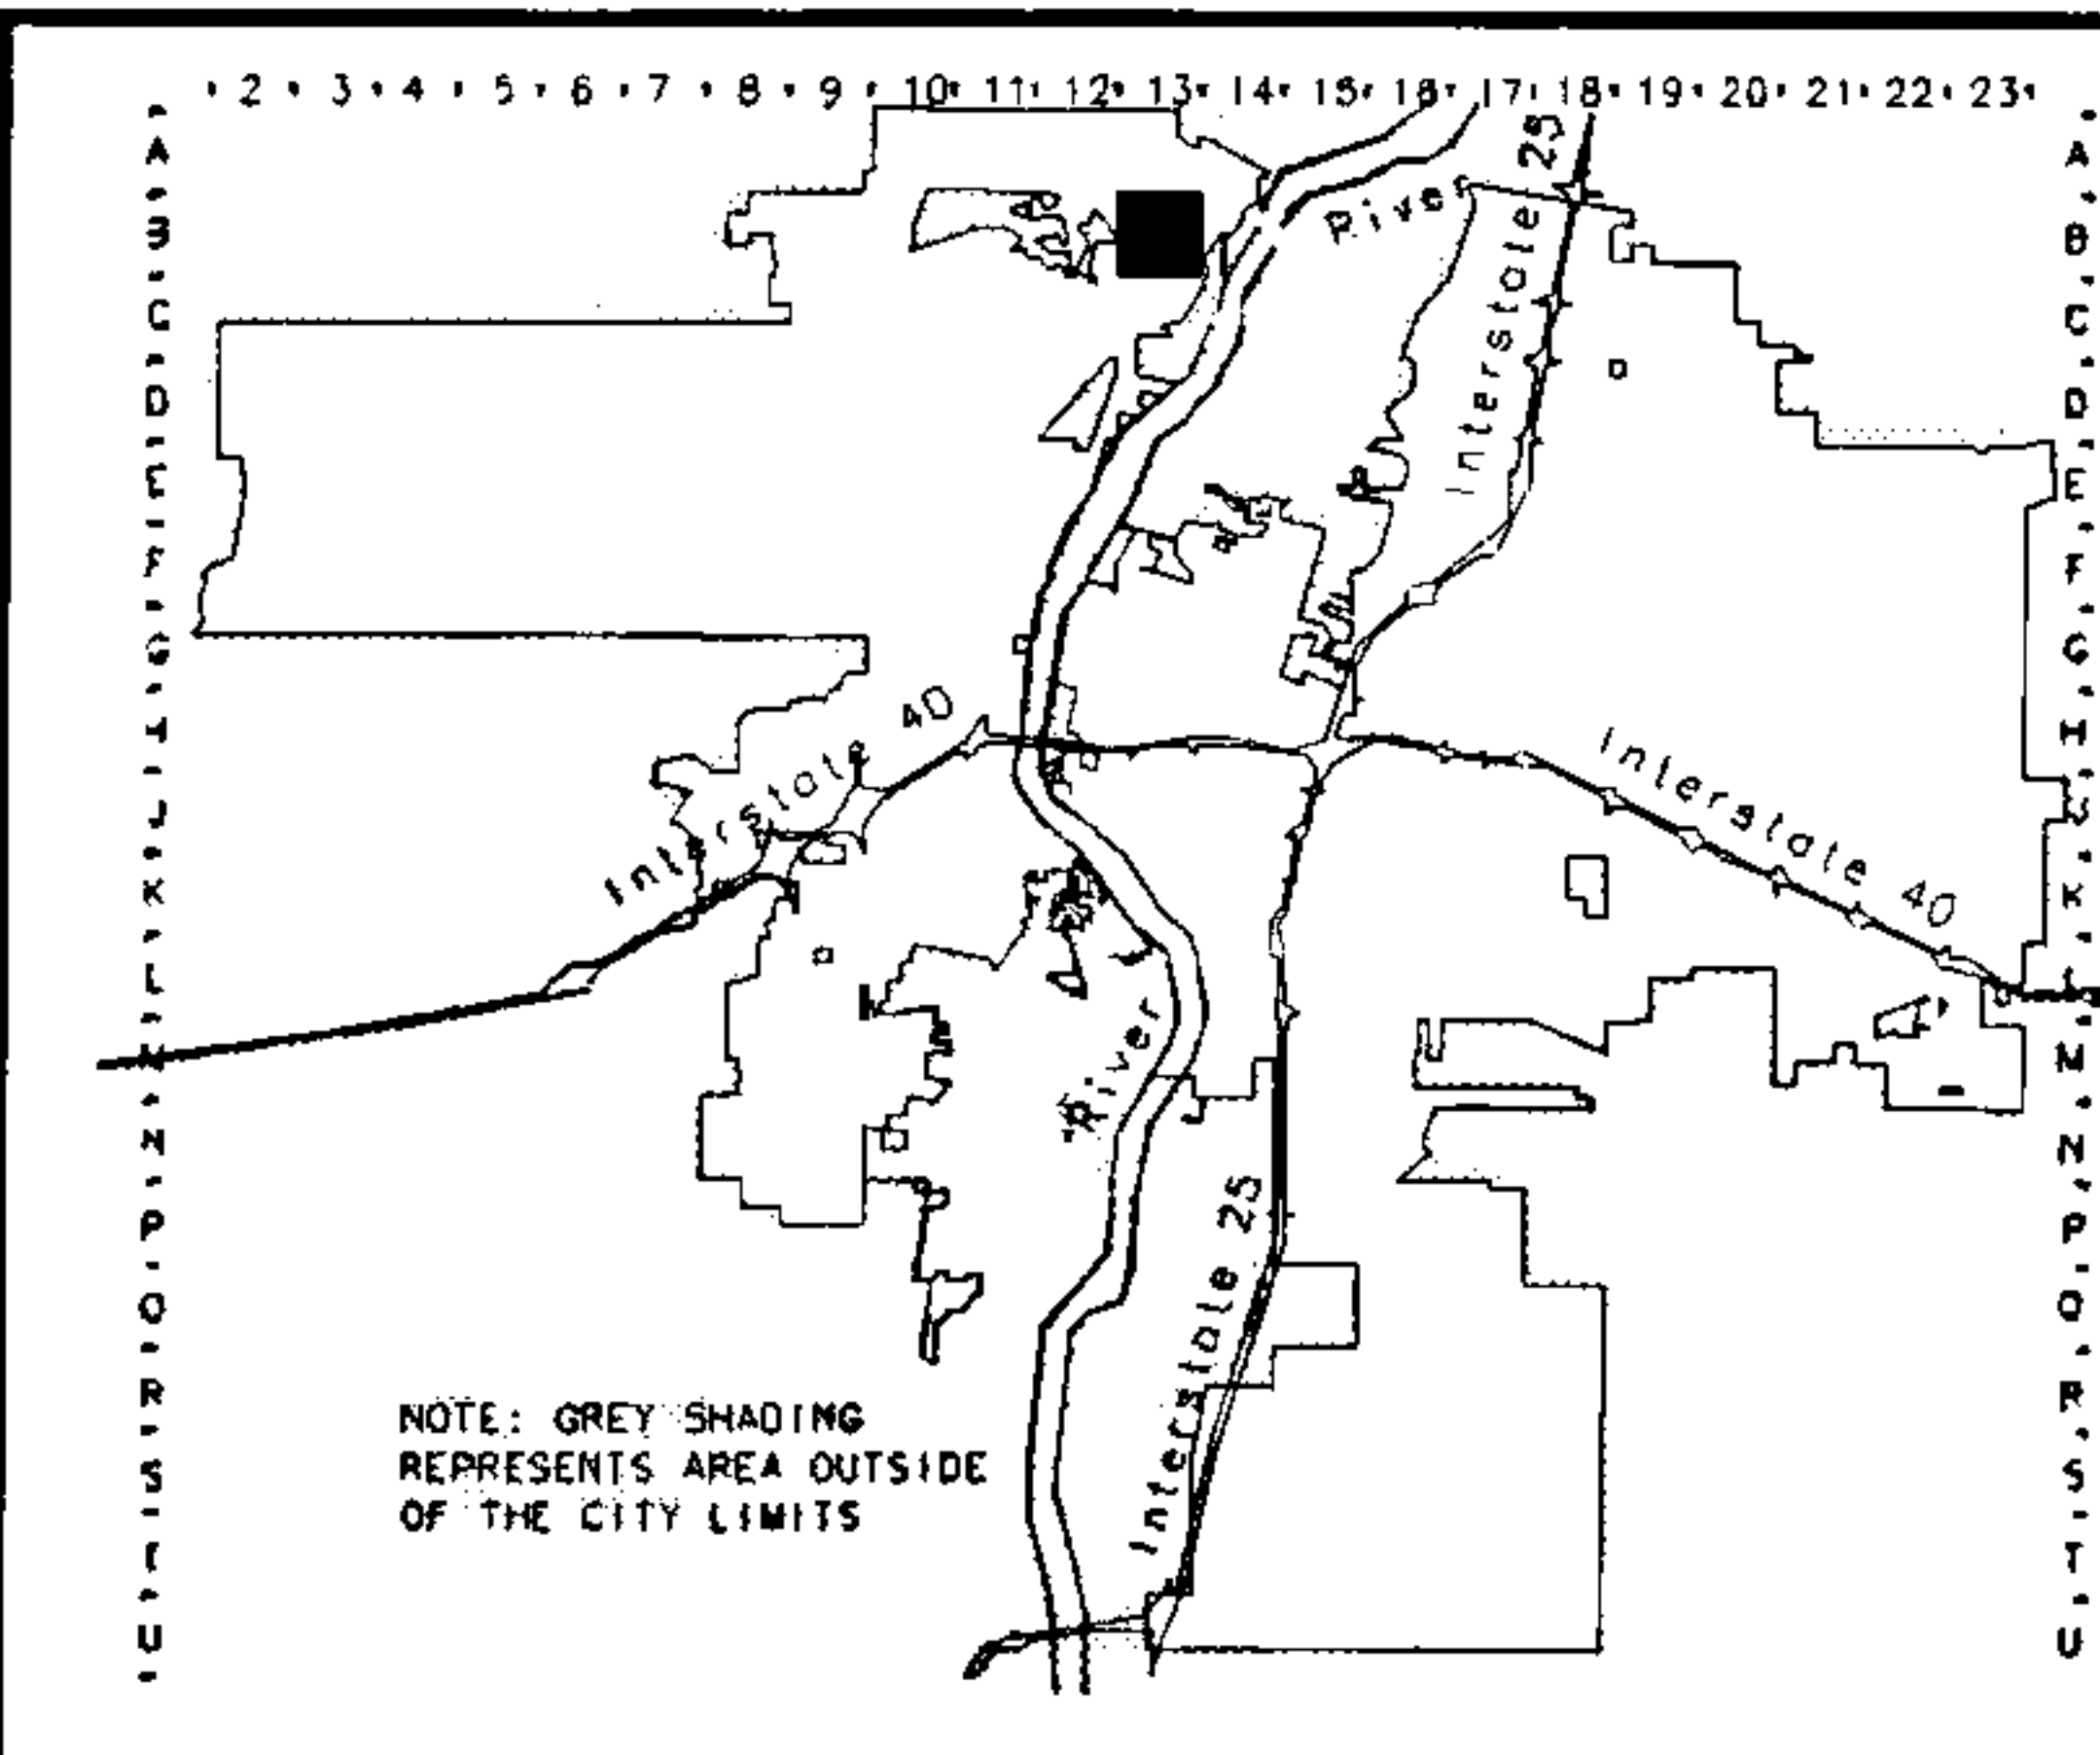 2 3 4 5 6 7 8 9 10 11 12 13 14 15 16 17 18 19 20 21 22 23
A A
B B
C C
D D
E E
F F
G G
H H
J J
K K
L L
M M
N N
P P
Q Q
R R
S S
T T
U U
River
Interstate 25
Interstate 40
Interstate 40
River
Interstate 25
NOTE: GREY SHADING
REPRESENTS AREA OUTSIDE
OF THE CITY LIMITS